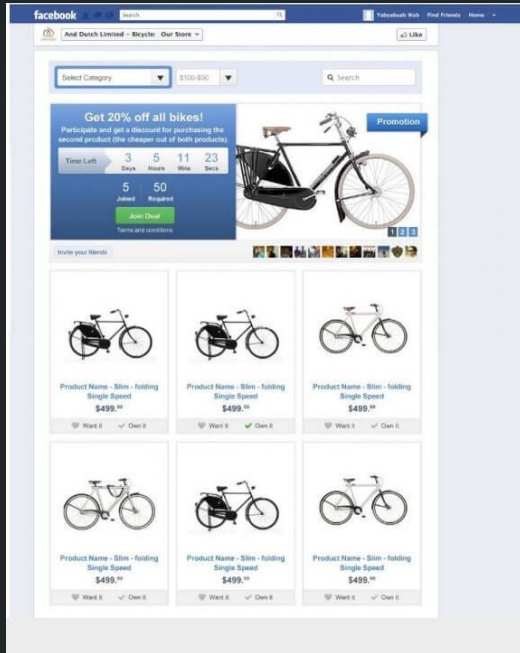 facebook
Search
Find Friends Home
And Dutch Limited - Bicycle: Our Store
Like
Select Category
$100-$50
Search
Get 20% off all bikes!
Participate and get a discount for purchasing the
second product (the cheaper out of both products).
Promotion
Time Left
3 5 11 23
Days Hours Mins Secs
5 50
Joined Required
Join Deal
Terms and conditions
1 2 3
Invite your friends
Product Name - Slim - folding
Single Speed
$499.⁹⁹
Want it Own it
Product Name - Slim - folding
Single Speed
$499.⁹⁹
Want it Own it
Product Name - Slim - folding
Single Speed
$499.⁹⁹
Want it Own it
Product Name - Slim - folding
Single Speed
$499.⁹⁹
Want it Own it
Product Name - Slim - folding
Single Speed
$499.⁹⁹
Want it Own it
Product Name - Slim - folding
Single Speed
$499.⁹⁹
Want it Own it